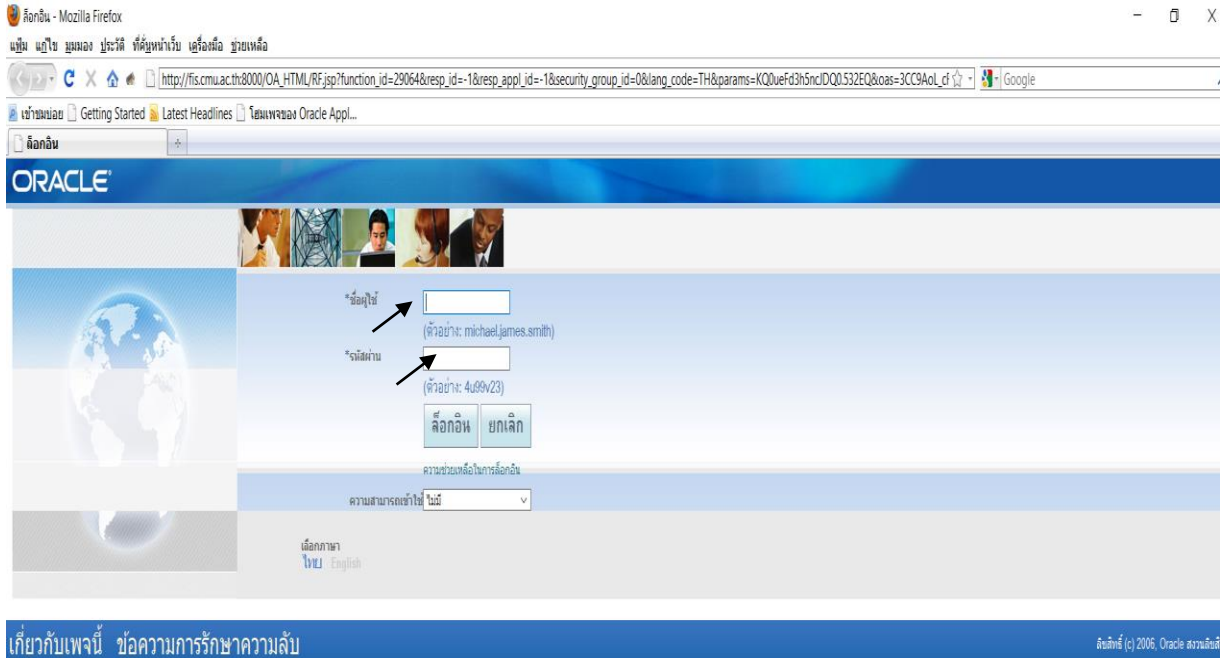 ล็อกอิน - Mozilla Firefox
แฟ้ม แก้ไข มุมมอง ประวัติ ที่คั่นหน้าเว็บ เครื่องมือ ช่วยเหลือ
http://fis.cmu.ac.th:8000/OA_HTML/RF.jsp?function_id=29064&resp_id=-1&resp_appl_id=-1&security_group_id=0&lang_code=TH&params=KQ0ueFd3h5ncJDQ0.532EQ&oas=3CC9AoL_cf
Google
เข้าชมบ่อย Getting Started Latest Headlines โฮมเพจของ Oracle Appl...
ล็อกอิน
ORACLE
*ชื่อผู้ใช้
(ตัวอย่าง: michael.james.smith)
*รหัสผ่าน
(ตัวอย่าง: 4u99v23)
ล็อกอิน ยกเลิก
ความช่วยเหลือในการล็อกอิน
ความสามารถเข้าใช้ ไม่มี
เลือกภาษา
ไทย English
เกี่ยวกับเพจนี้ ข้อความการรักษาความลับ
ลิขสิทธิ์ (c) 2006, Oracle สงวนลิขสิ